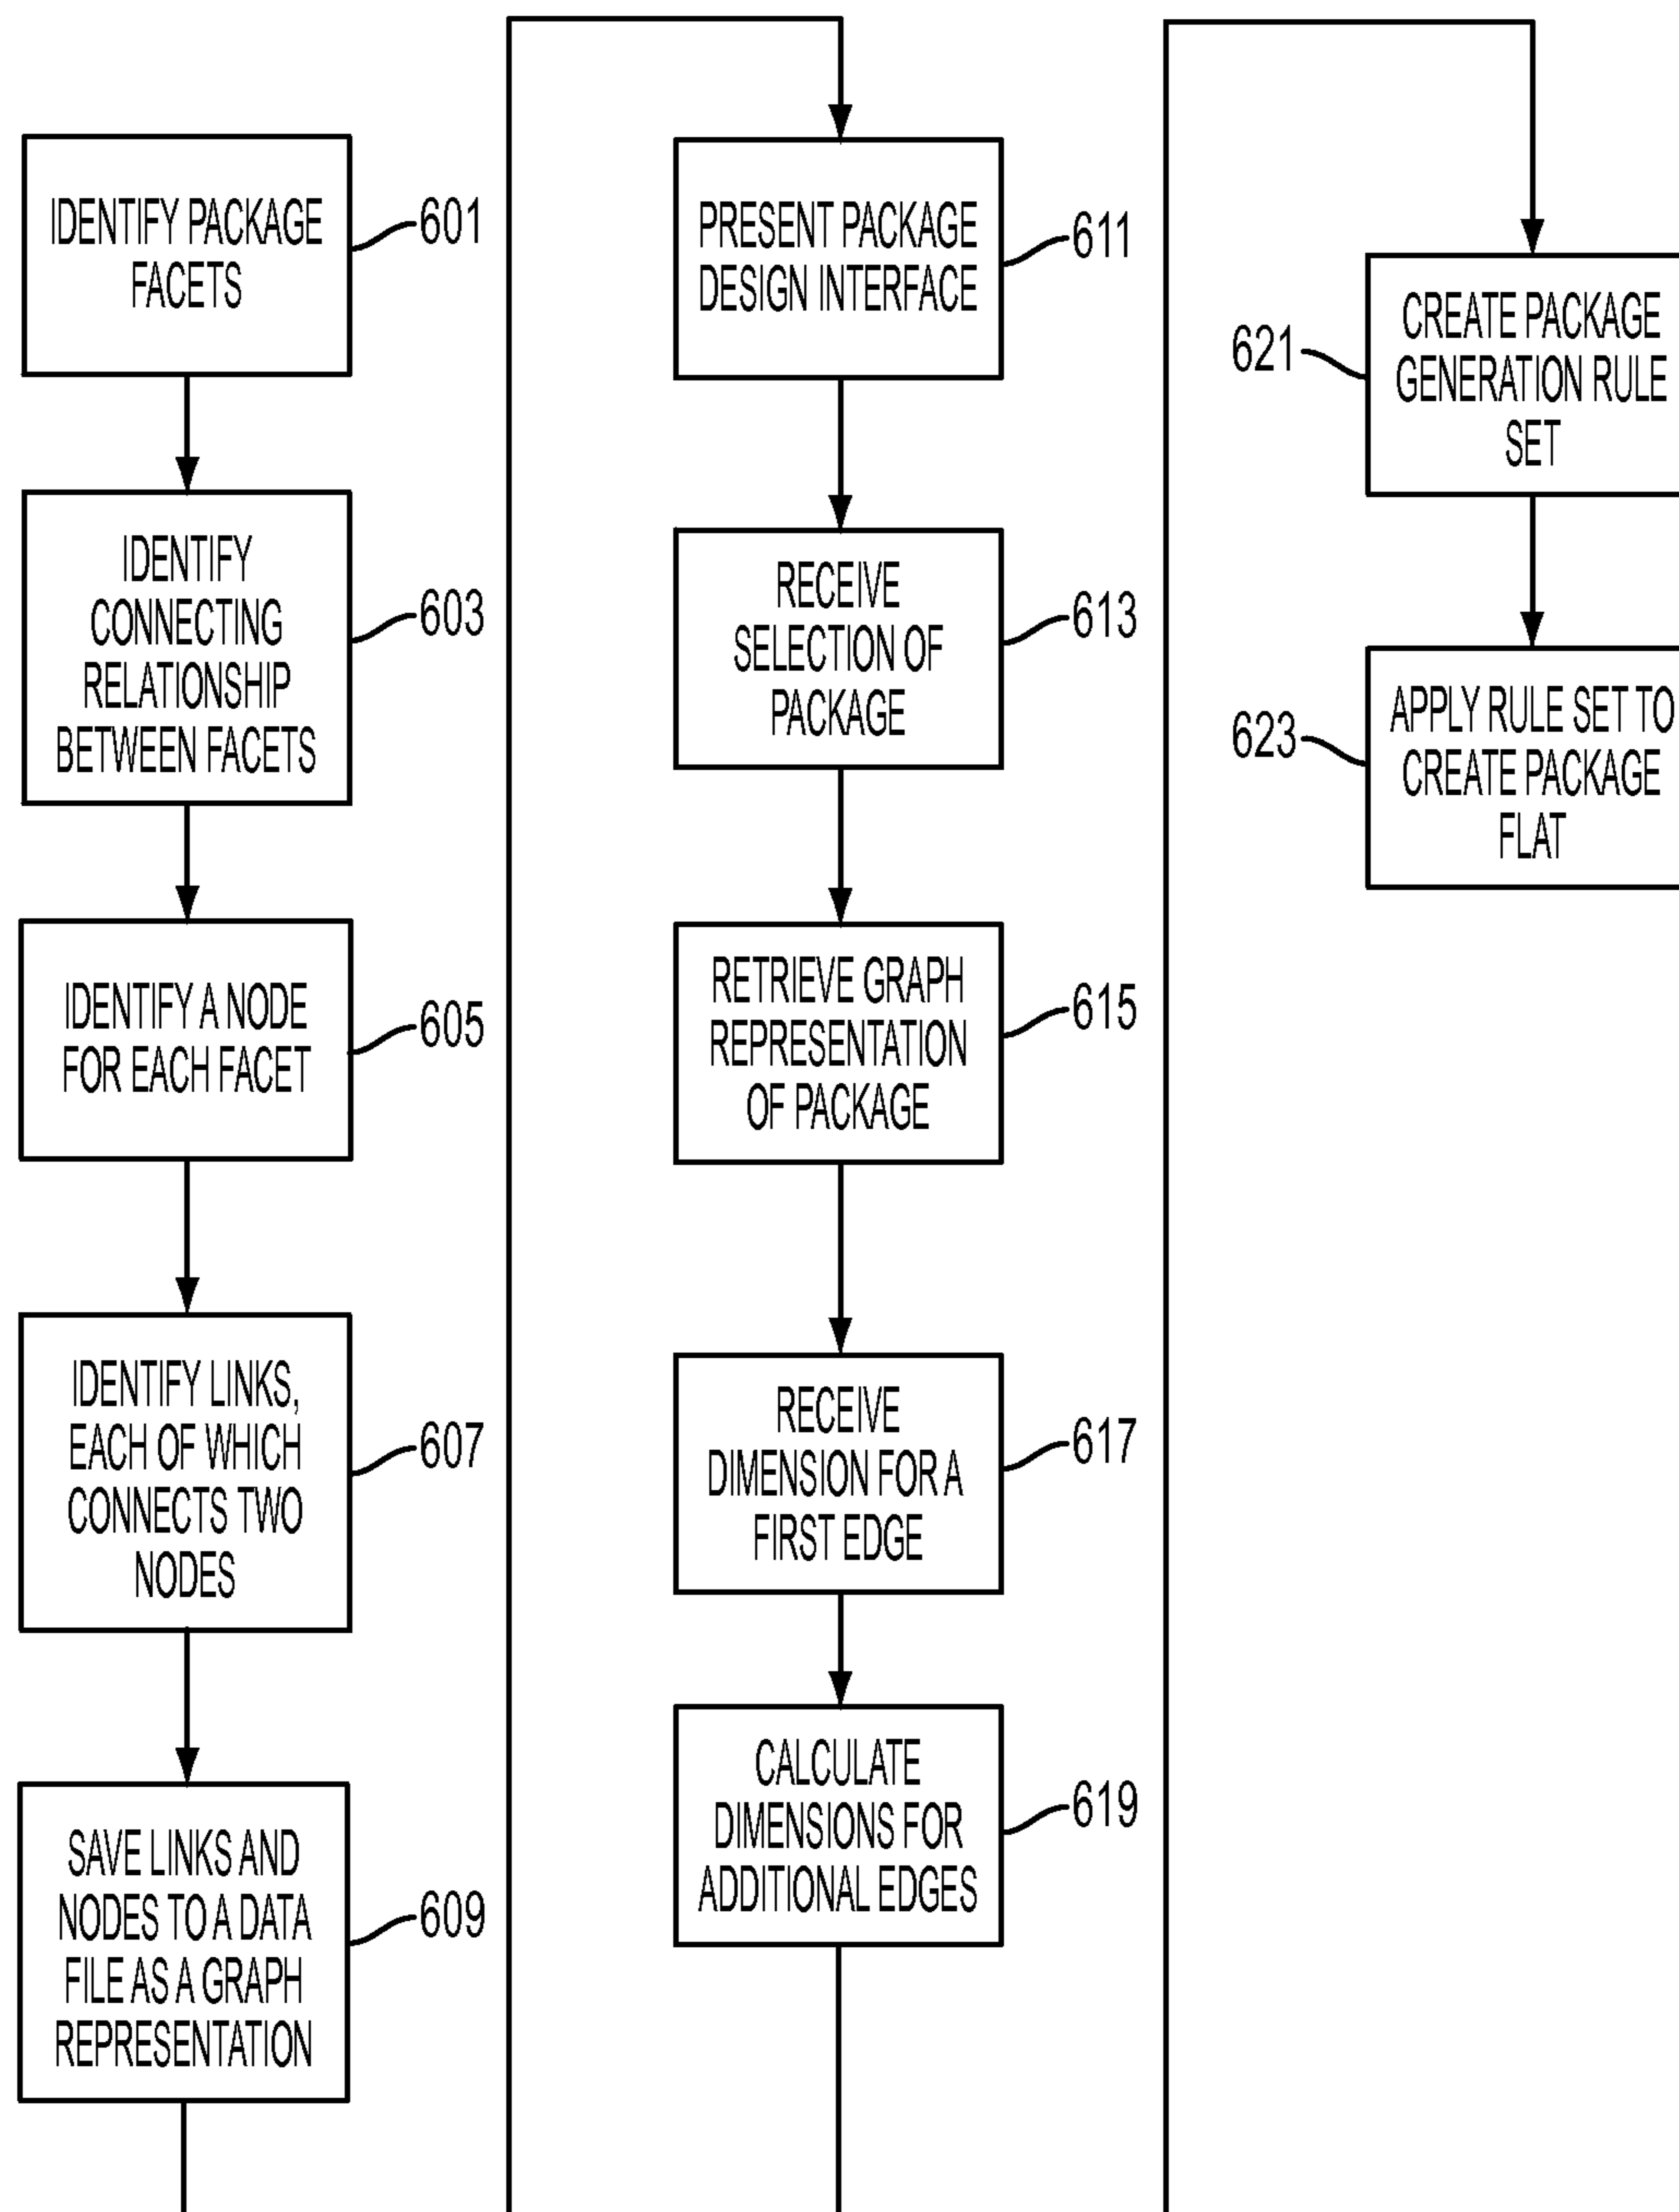 IDENTIFY PACKAGE
FACETS
601
IDENTIFY
CONNECTING
RELATIONSHIP
BETWEEN FACETS
603
IDENTIFY A NODE
FOR EACH FACET
605
IDENTIFY LINKS,
EACH OF WHICH
CONNECTS TWO
NODES
607
SAVE LINKS AND
NODES TO A DATA
FILE AS A GRAPH
REPRESENTATION
609
PRESENT PACKAGE
DESIGN INTERFACE
611
RECEIVE
SELECTION OF
PACKAGE
613
RETRIEVE GRAPH
REPRESENTATION
OF PACKAGE
615
RECEIVE
DIMENSION FOR A
FIRST EDGE
617
CALCULATE
DIMENSIONS FOR
ADDITIONAL EDGES
619
CREATE PACKAGE
GENERATION RULE
SET
621
APPLY RULE SET TO
CREATE PACKAGE
FLAT
623